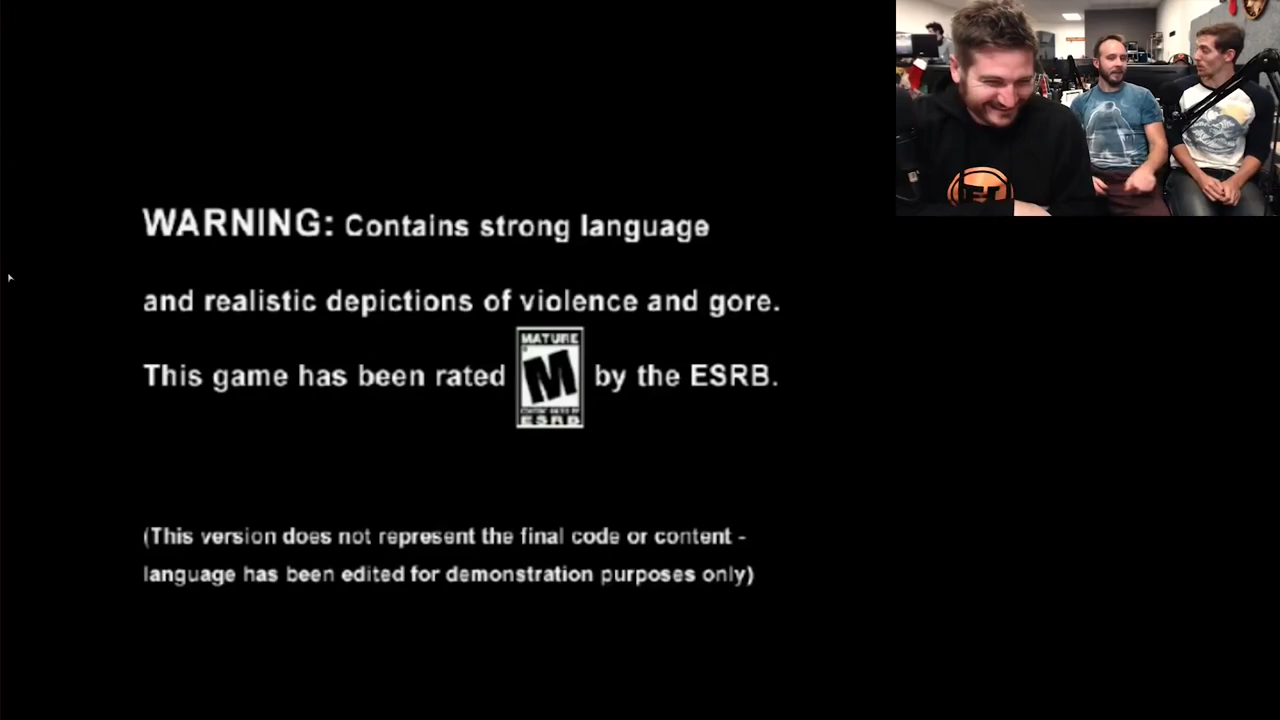 WARNING: Contains strong language
and realistic depictions of violence and gore.
MATURE
This game has been rated M by the ESRB.
ESRB
(This version does not represent the final code or content -
language has been edited for demonstration purposes only)